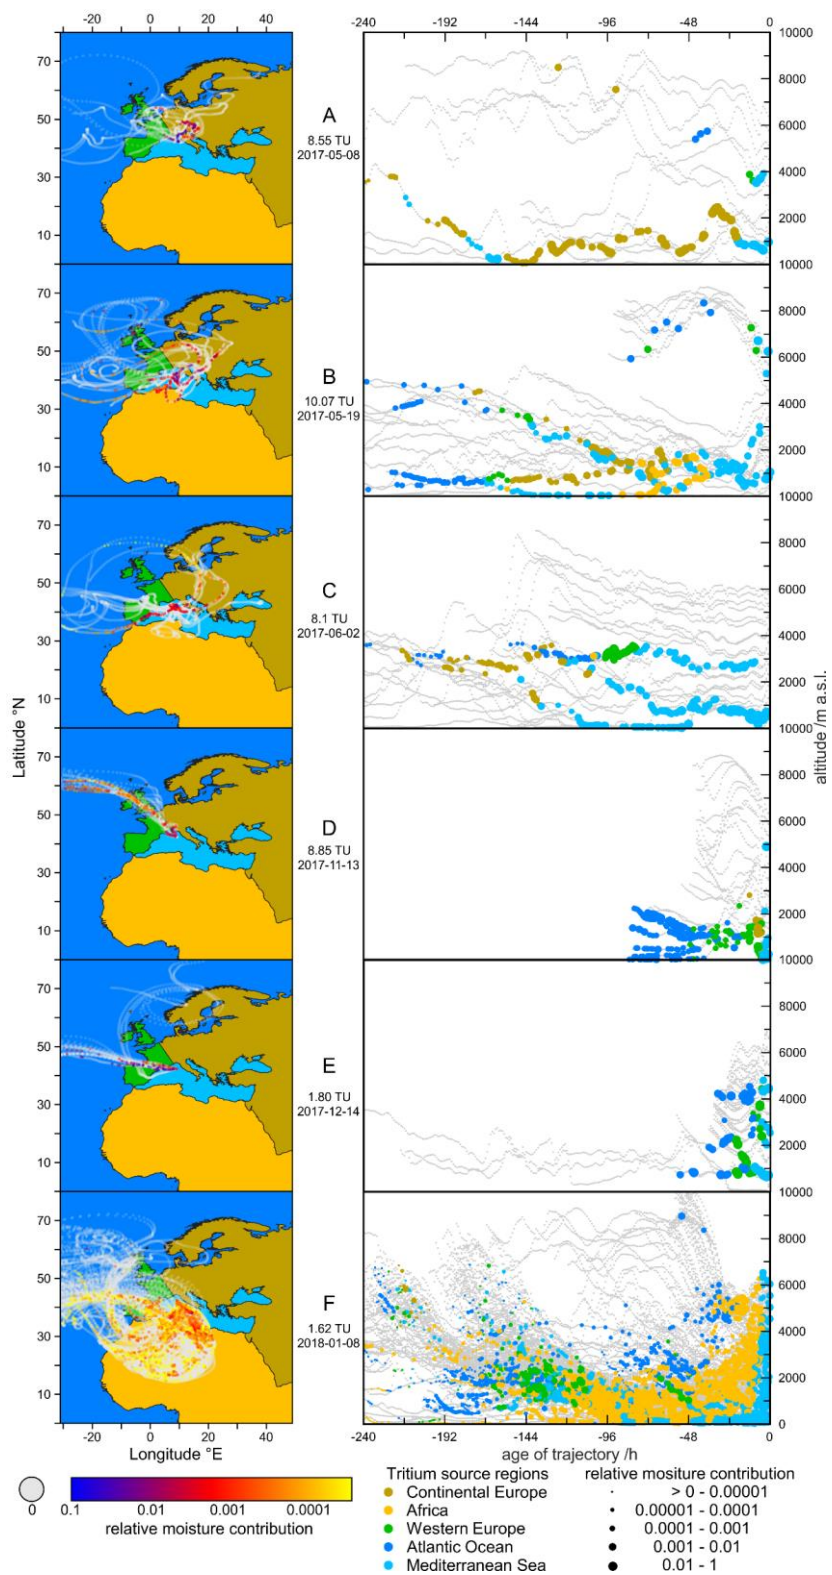 -20 0 20 40
-240 -192 -144 -96 -48 0
80
70
50
30
10
A
8.55 TU
2017-05-08
10000
8000
6000
4000
2000
10000
70
50
30
10
B
10.07 TU
2017-05-19
8000
6000
4000
2000
10000
70
50
30
10
C
8.1 TU
2017-06-02
8000
6000
4000
2000
10000
Latitude °N
altitude /m a.s.l.
70
50
30
10
D
8.85 TU
2017-11-13
8000
6000
4000
2000
10000
70
50
30
10
E
1.80 TU
2017-12-14
8000
6000
4000
2000
10000
70
50
30
10
F
1.62 TU
2018-01-08
8000
6000
4000
2000
0
-20 0 20 40
-240 -192 -144 -96 -48 0
Longitude °E
age of trajectory /h
0
0.1 0.01 0.001 0.0001
relative moisture contribution
Tritium source regions
Continental Europe
Africa
Western Europe
Atlantic Ocean
Mediterranean Sea
relative mositure contribution
> 0 - 0.00001
0.00001 - 0.0001
0.0001 - 0.001
0.001 - 0.01
0.01 - 1